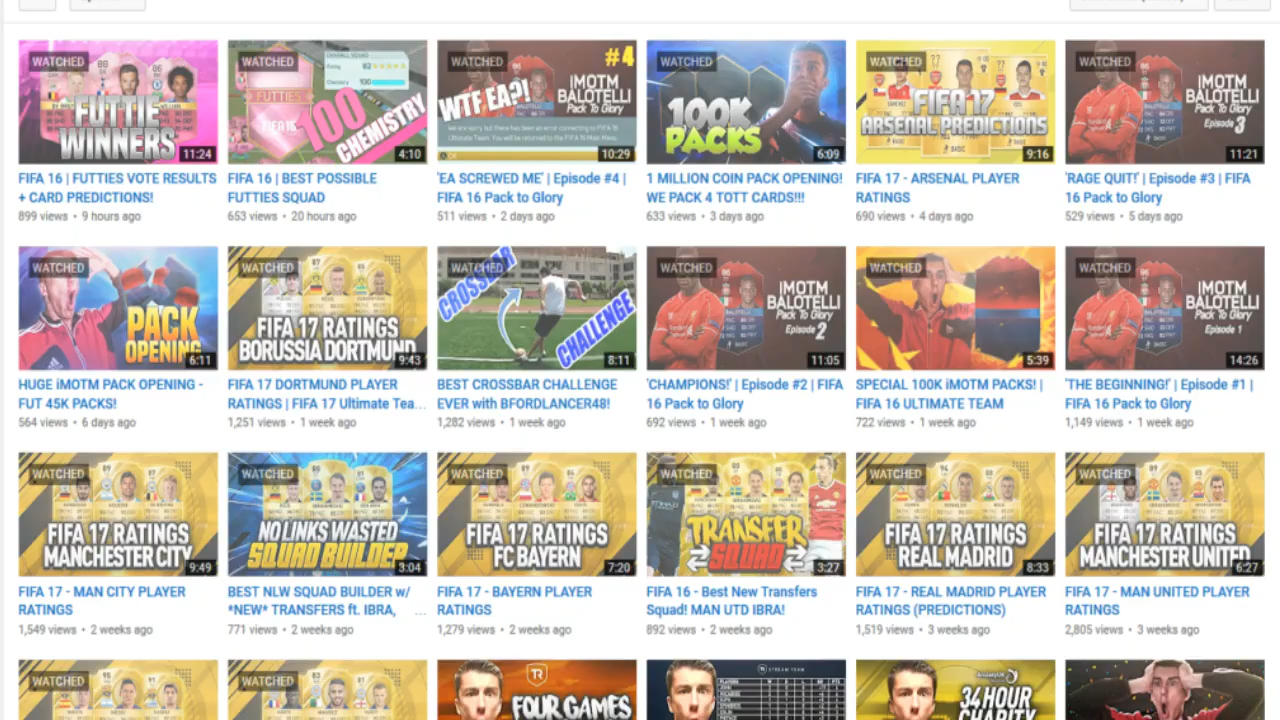 WATCHED
FUTTIE
WINNERS
11:24
FIFA 16 | FUTTIES VOTE RESULTS
+ CARD PREDICTIONS!
899 views • 9 hours ago
WATCHED
FUTTIES
FIFA 16
100
CHEMISTRY
4:10
FIFA 16 | BEST POSSIBLE
FUTTIES SQUAD
653 views • 20 hours ago
WATCHED
#4
WTF EA?!
iMOTM
BALOTELLI
Pack To Glory
10:29
'EA SCREWED ME' | Episode #4 |
FIFA 16 Pack to Glory
511 views • 2 days ago
WATCHED
100K
PACKS
6:09
1 MILLION COIN PACK OPENING!
WE PACK 4 TOTT CARDS!!!
633 views • 3 days ago
WATCHED
FIFA 17
ARSENAL PREDICTIONS
BASIC
9:16
FIFA 17 - ARSENAL PLAYER
RATINGS
690 views • 4 days ago
WATCHED
iMOTM
BALOTELLI
Pack To Glory
Episode 3
11:21
'RAGE QUIT!' | Episode #3 | FIFA
16 Pack to Glory
529 views • 5 days ago
WATCHED
PACK
OPENING
6:11
HUGE iMOTM PACK OPENING -
FUT 45K PACKS!
564 views • 6 days ago
WATCHED
FIFA 17 RATINGS
BORUSSIA DORTMUND
9:43
FIFA 17 DORTMUND PLAYER
RATINGS | FIFA 17 Ultimate Tea...
1,251 views • 1 week ago
WATCHED
CROSSBAR
CHALLENGE
8:11
BEST CROSSBAR CHALLENGE
EVER with BFORDLANCER48!
1,282 views • 1 week ago
WATCHED
iMOTM
BALOTELLI
Pack To Glory
Episode 2
11:05
'CHAMPIONS!' | Episode #2 | FIFA
16 Pack to Glory
692 views • 1 week ago
WATCHED
5:39
SPECIAL 100K iMOTM PACKS! |
FIFA 16 ULTIMATE TEAM
722 views • 1 week ago
WATCHED
iMOTM
BALOTELLI
Pack To Glory
Episode 1
14:26
'THE BEGINNING!' | Episode #1 |
FIFA 16 Pack to Glory
1,149 views • 1 week ago
WATCHED
FIFA 17 RATINGS
MANCHESTER CITY
9:49
FIFA 17 - MAN CITY PLAYER
RATINGS
1,549 views • 2 weeks ago
WATCHED
NO LINKS WASTED
SQUAD BUILDER
3:04
BEST NLW SQUAD BUILDER w/
*NEW* TRANSFERS ft. IBRA, ...
771 views • 2 weeks ago
WATCHED
FIFA 17 RATINGS
FC BAYERN
7:20
FIFA 17 - BAYERN PLAYER
RATINGS
1,279 views • 2 weeks ago
WATCHED
TRANSFER
SQUAD
3:27
FIFA 16 - Best New Transfers
Squad! MAN UTD IBRA!
892 views • 2 weeks ago
WATCHED
FIFA 17 RATINGS
REAL MADRID
8:33
FIFA 17 - REAL MADRID PLAYER
RATINGS (PREDICTIONS)
1,519 views • 3 weeks ago
WATCHED
FIFA 17 RATINGS
MANCHESTER UNITED
6:27
FIFA 17 - MAN UNITED PLAYER
RATINGS
2,805 views • 3 weeks ago
WATCHED
WATCHED
FOUR GAMES
STREAM TEAM
34 HOUR
CHARITY